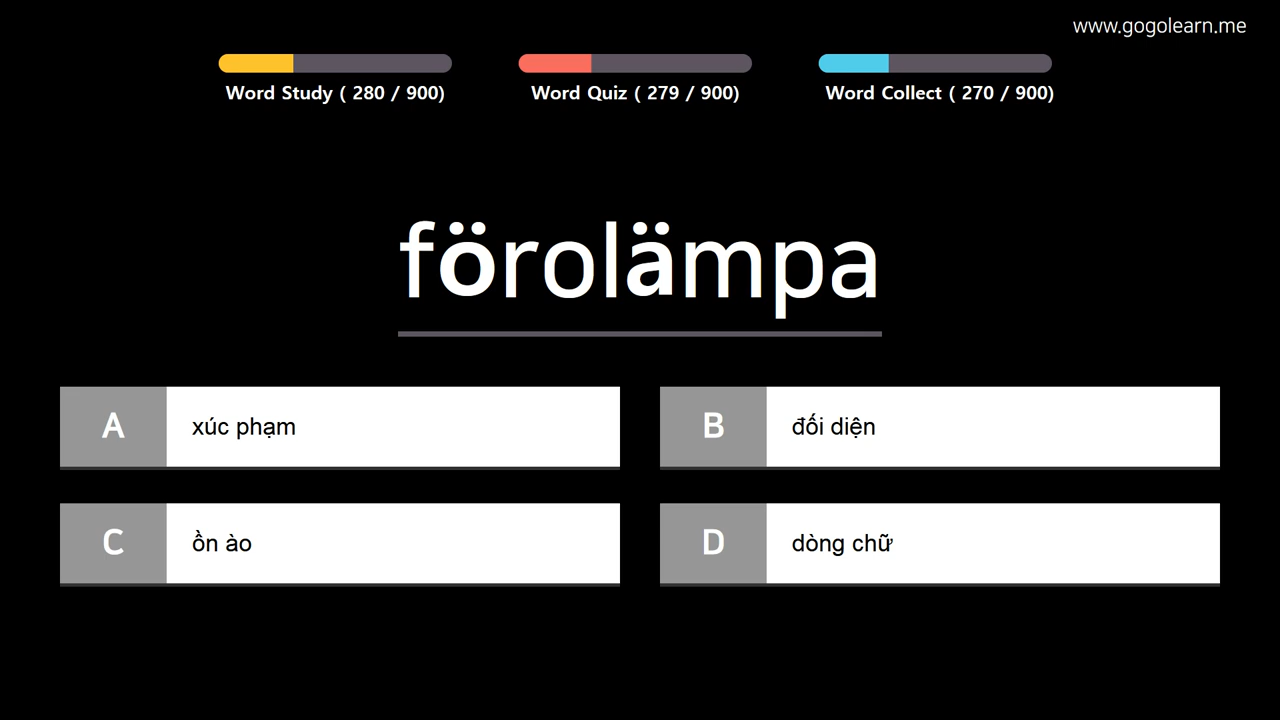 www.gogolearn.me
Word Study ( 280 / 900)
Word Quiz ( 279 / 900)
Word Collect ( 270 / 900)
förolämpa
A xúc phạm
B đối diện
C ồn ào
D dòng chữ